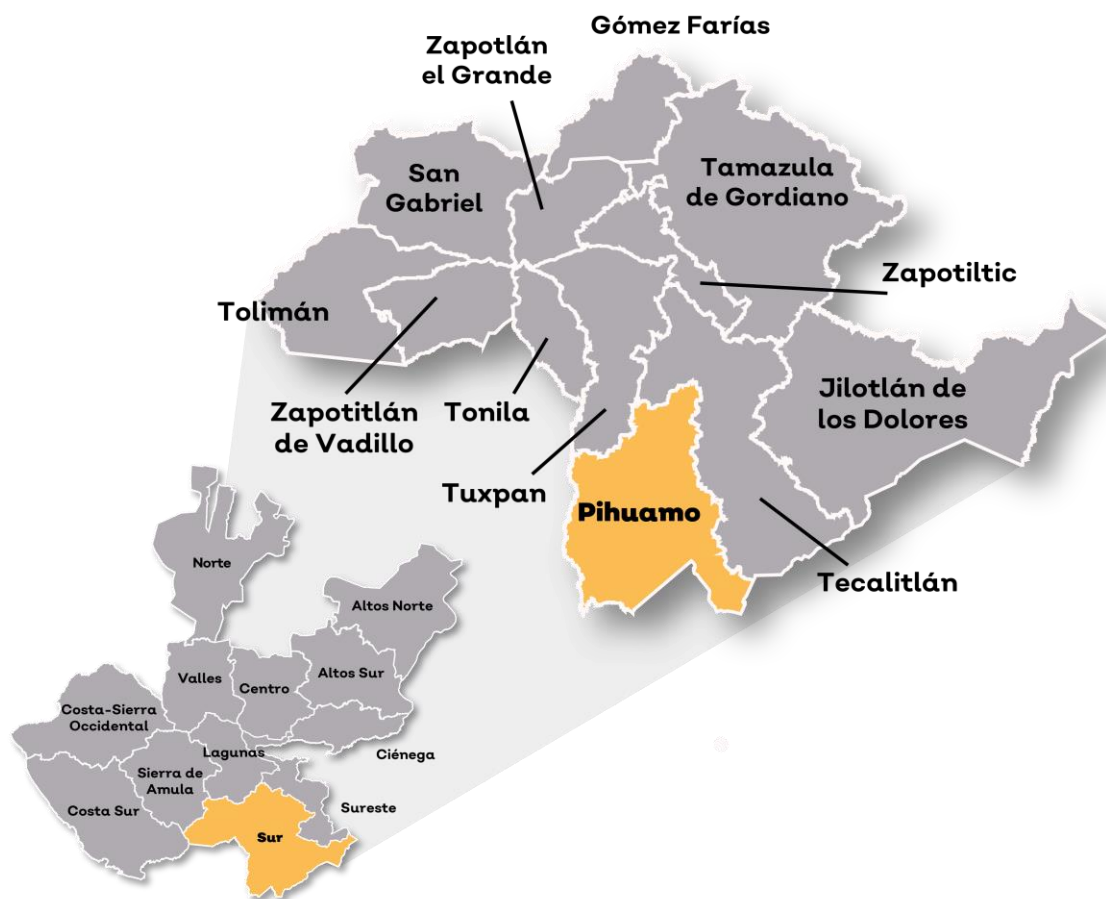 Gómez Farías
Zapotlán
el Grande
San
Gabriel
Tamazula
de Gordiano
Zapotiltic
Tolimán
Jilotlán de
los Dolores
Zapotitlán
de Vadillo
Tonila
Tuxpan
Pihuamo
Tecalitlán
Norte
Altos Norte
Valles
Centro
Altos Sur
Costa-Sierra
Occidental
Lagunas
Ciénega
Sierra de
Amula
Costa Sur
Sureste
Sur